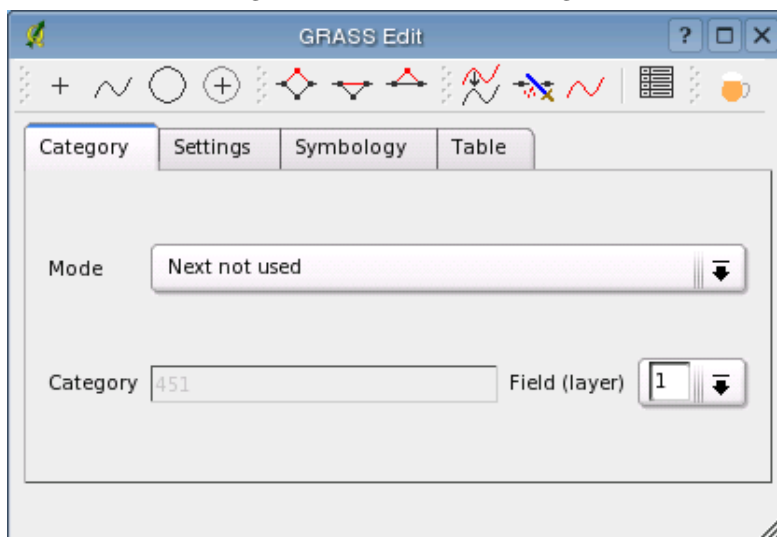 GRASS Edit
Category Settings Symbology Table
Mode Next not used
Category 451 Field (layer) 1